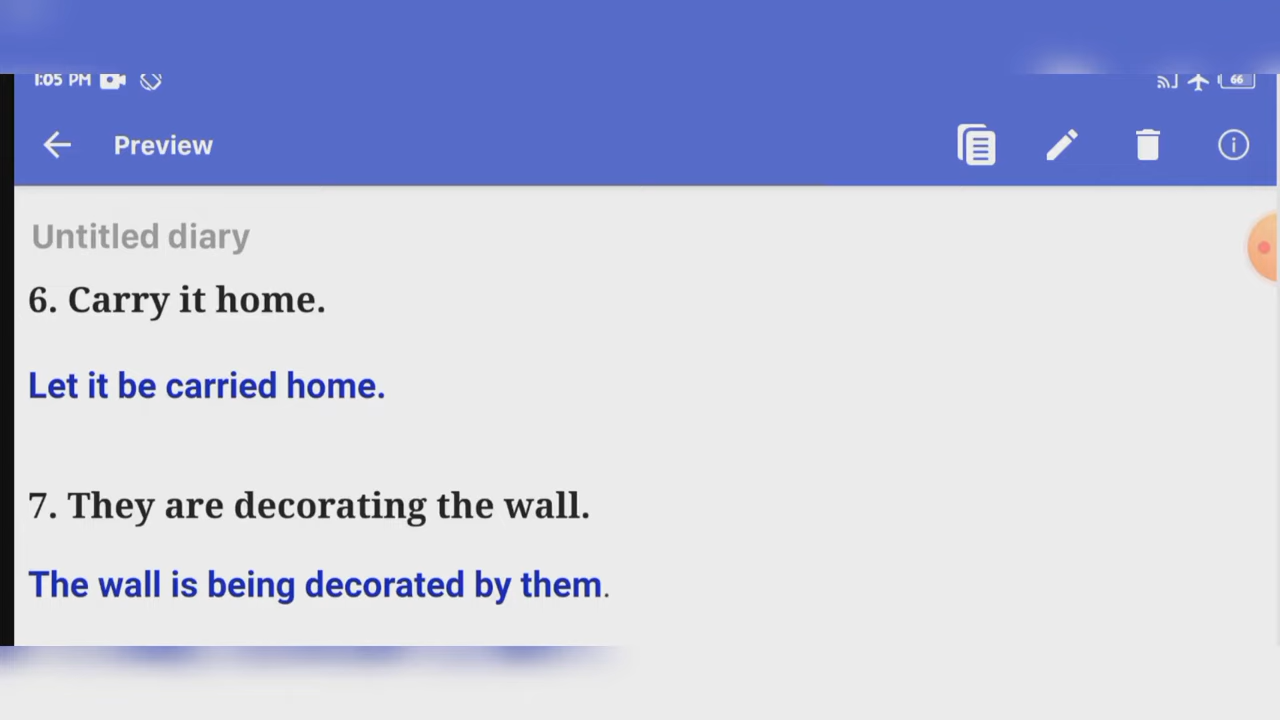 1:05 PM
66
Preview
Untitled diary
6. Carry it home.
Let it be carried home.
7. They are decorating the wall.
The wall is being decorated by them.